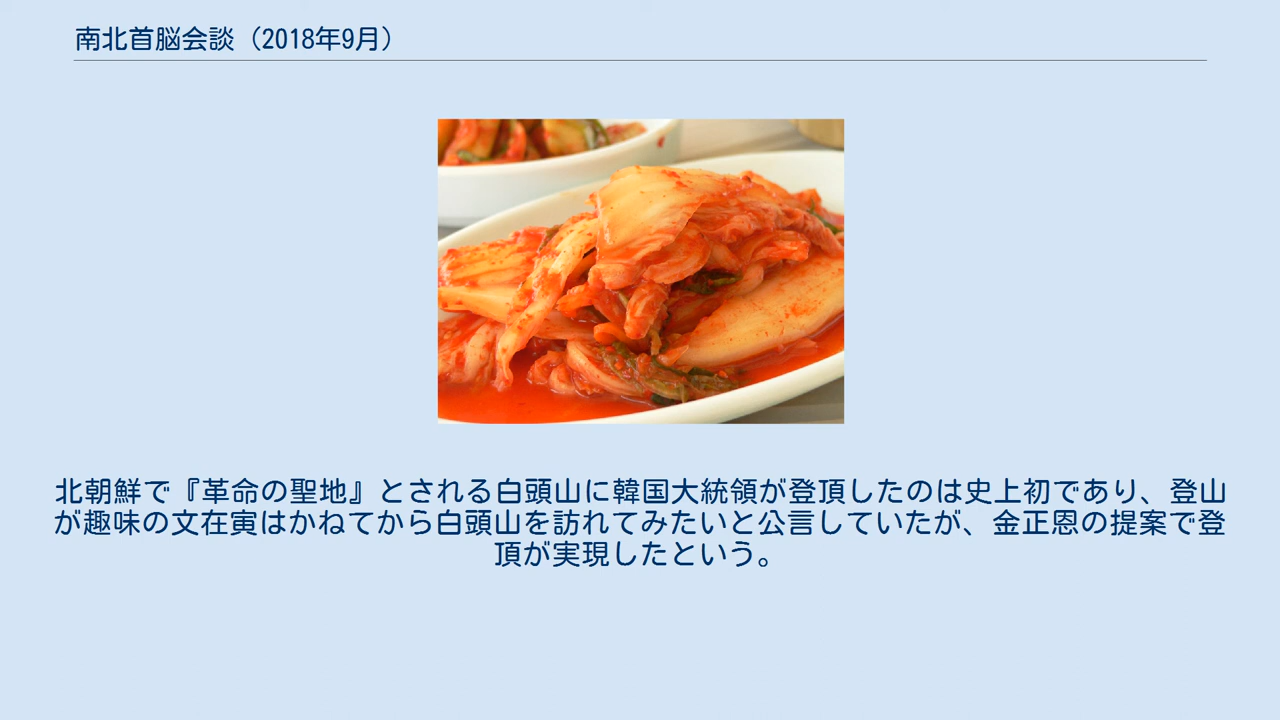 南北首脳会談（2018年9月）
北朝鮮で『革命の聖地』とされる白頭山に韓国大統領が登頂したのは史上初であり、登山
が趣味の文在寅はかねてから白頭山を訪れてみたいと公言していたが、金正恩の提案で登
頂が実現したという。